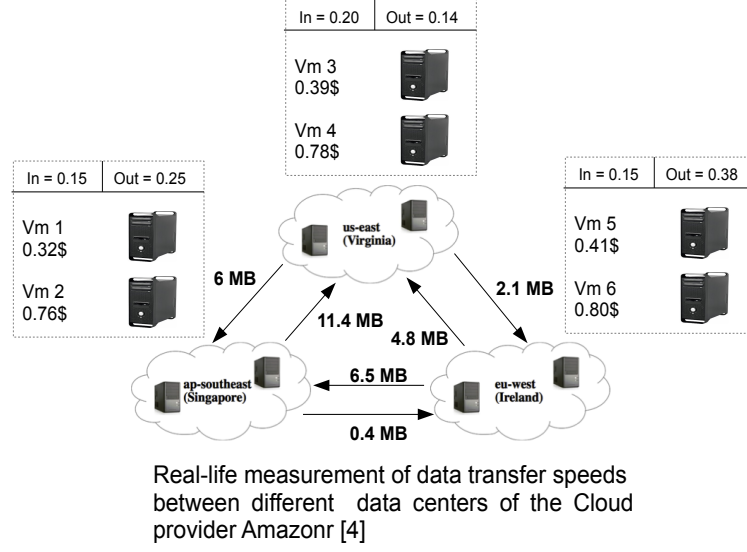 In = 0.20 Out = 0.14
Vm 3
0.39$
Vm 4
0.78$
In = 0.15 Out = 0.25
Vm 1
0.32$
Vm 2
0.76$
In = 0.15 Out = 0.38
Vm 5
0.41$
Vm 6
0.80$
us-east
(Virginia)
6 MB
2.1 MB
11.4 MB
4.8 MB
ap-southeast
(Singapore)
6.5 MB
eu-west
(Ireland)
0.4 MB
Real-life measurement of data transfer speeds
between different data centers of the Cloud
provider Amazonr [4]